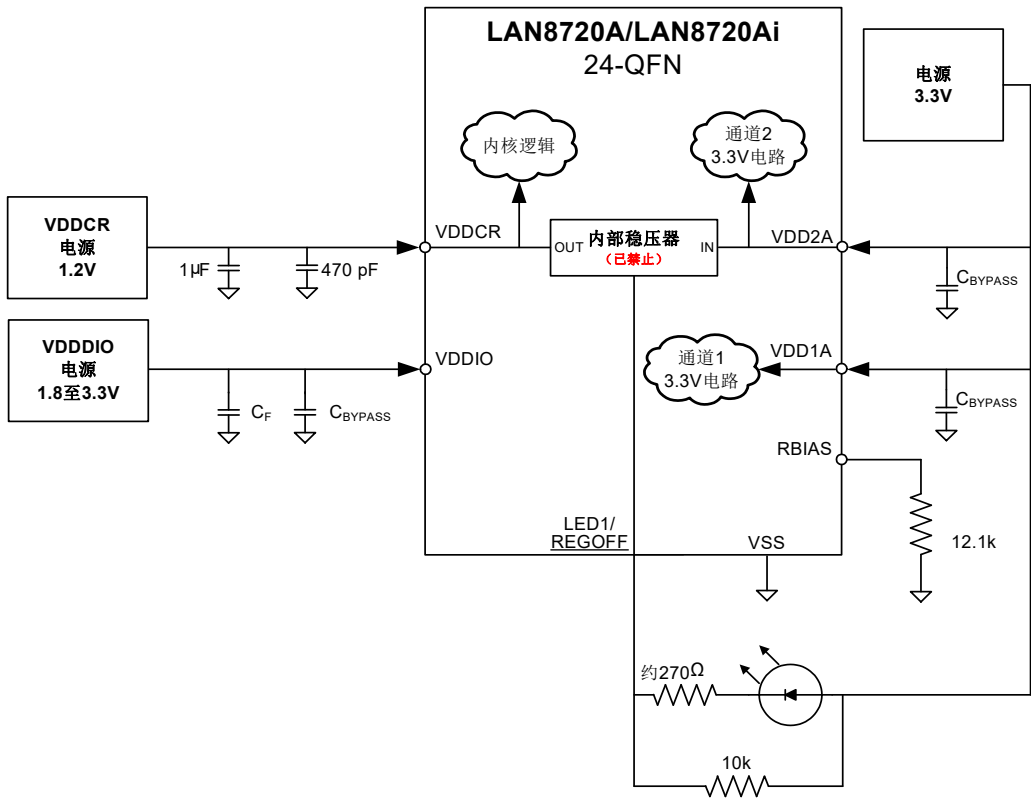 LAN8720A/LAN8720Ai
24-QFN
电源
3.3V
内核逻辑
通道2
3.3V电路
VDDCR
电源
1.2V
1µF
470 pF
VDDCR
OUT
内部稳压器
(已禁止)
IN
VDD2A
CBYPASS
VDDDIO
电源
1.8至3.3V
CF
CBYPASS
VDDIO
通道1
3.3V电路
VDD1A
CBYPASS
RBIAS
12.1k
LED1/
REGOFF
VSS
约270Ω
10k